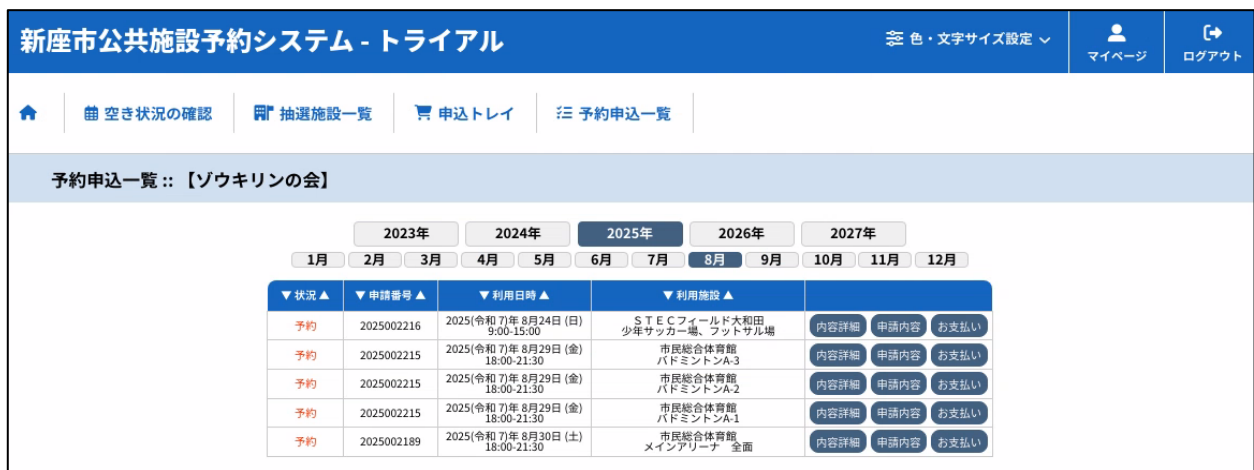 新座市公共施設予約システム - トライアル
色・文字サイズ設定
マイページ
ログアウト
空き状況の確認
抽選施設一覧
申込トレイ
予約申込一覧
予約申込一覧 :: 【ゾウキリンの会】
2023年 2024年 2025年 2026年 2027年
1月 2月 3月 4月 5月 6月 7月 8月 9月 10月 11月 12月
▼状況▲ ▼申請番号▲ ▼利用日時▲ ▼利用施設▲
予約 2025002216 2025(令和 7)年 8月24日 (日) 9:00-15:00 STECフィールド大和田 少年サッカー場、フットサル場 内容詳細 申請内容 お支払い
予約 2025002215 2025(令和 7)年 8月29日 (金) 18:00-21:30 市民総合体育館 バドミントンA-3 内容詳細 申請内容 お支払い
予約 2025002215 2025(令和 7)年 8月29日 (金) 18:00-21:30 市民総合体育館 バドミントンA-2 内容詳細 申請内容 お支払い
予約 2025002215 2025(令和 7)年 8月29日 (金) 18:00-21:30 市民総合体育館 バドミントンA-1 内容詳細 申請内容 お支払い
予約 2025002189 2025(令和 7)年 8月30日 (土) 18:00-21:30 市民総合体育館 メインアリーナ 全面 内容詳細 申請内容 お支払い